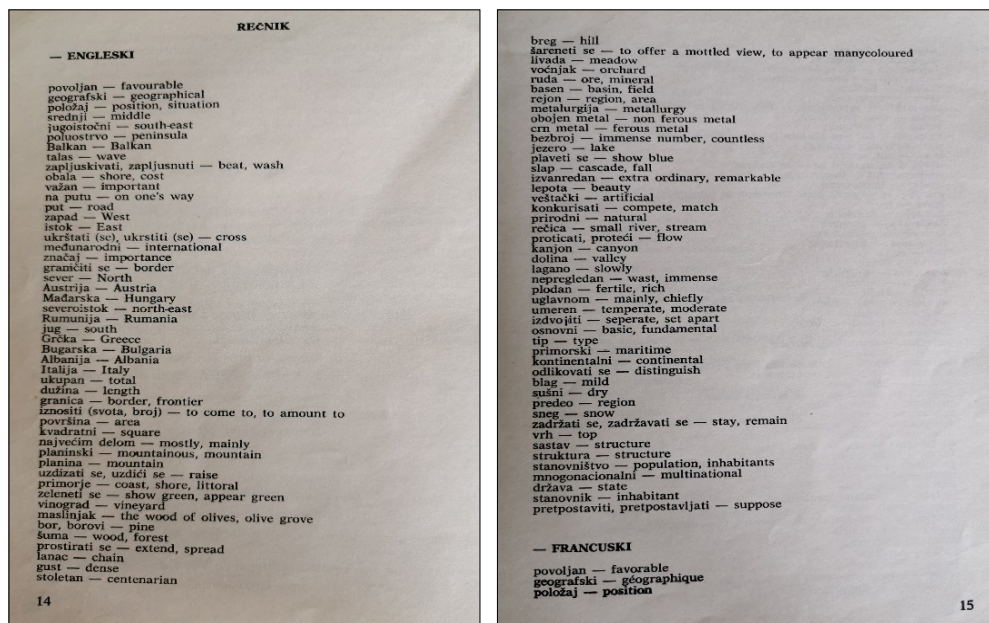 REČNIK
— ENGLESKI
povoljan — favourable
geografski — geographical
položaj — position, situation
srednji — middle
jugoistočni — south-east
poluostrvo — peninsula
Balkan — Balkan
talas — wave
zapljuskivati, zapljusnuti — beat, wash
obala — shore, cost
važan — important
na putu — on one's way
put — road
zapad — West
istok — East
ukrštati (se), ukrstiti (se) — cross
međunarodni — international
značaj — importance
graničiti se — border
sever — North
Austrija — Austria
Mađarska — Hungary
severoistok — north-east
Rumunija — Rumania
jug — south
Grčka — Greece
Bugarska — Bulgaria
Albanija — Albania
Italija — Italy
ukupan — total
dužina — length
granica — border, frontier
iznositi (svota, broj) — to come to, to amount to
površina — area
kvadratni — square
najvećim delom — mostly, mainly
planinski — mountainous, mountain
planina — mountain
uzdizati se, uzdići se — raise
primorje — coast, shore, littoral
zeleneti se — show green, appear green
vinograd — vineyard
maslinjak — the wood of olives, olive grove
bor, borovi — pine
šuma — wood, forest
prostirati se — extend, spread
lanac — chain
gust — dense
stoletan — centenarian
14
breg — hill
šareneti se — to offer a mottled view, to appear manycoloured
livada — meadow
voćnjak — orchard
ruda — ore, mineral
basen — basin, field
rejon — region, area
metalurgija — metallurgy
obojen metal — non ferous metal
crn metal — ferous metal
bezbroj — immense number, countless
jezero — lake
plaveti se — show blue
slap — cascade, fall
izvanredan — extra ordinary, remarkable
lepota — beauty
veštački — artificial
konkurisati — compete, match
prirodni — natural
rečica — small river, stream
proticati, proteći — flow
kanjon — canyon
dolina — valley
lagano — slowly
nepregledan — wast, immense
plodan — fertile, rich
uglavnom — mainly, chiefly
umeren — temperate, moderate
izdvojiti — seperate, set apart
osnovni — basic, fundamental
tip — type
primorski — maritime
kontinentalni — continental
odlikovati se — distinguish
blag — mild
sušni — dry
predeo — region
sneg — snow
zadržati se, zadržavati se — stay, remain
vrh — top
sastav — structure
struktura — structure
stanovništvo — population, inhabitants
mnogonacionalni — multinational
država — state
stanovnik — inhabitant
pretpostaviti, pretpostavljati — suppose
— FRANCUSKI
povoljan — favorable
geografski — géographique
položaj — position
15